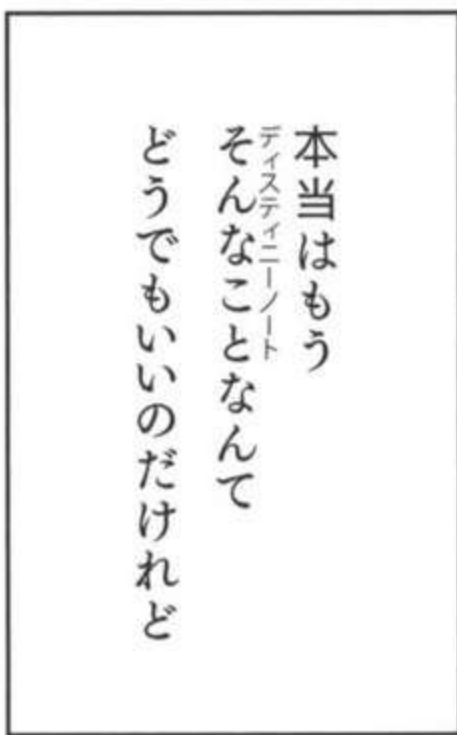 本当はもう
そんなことなんて
ディスティニーノート
どうでもいいのだけれど